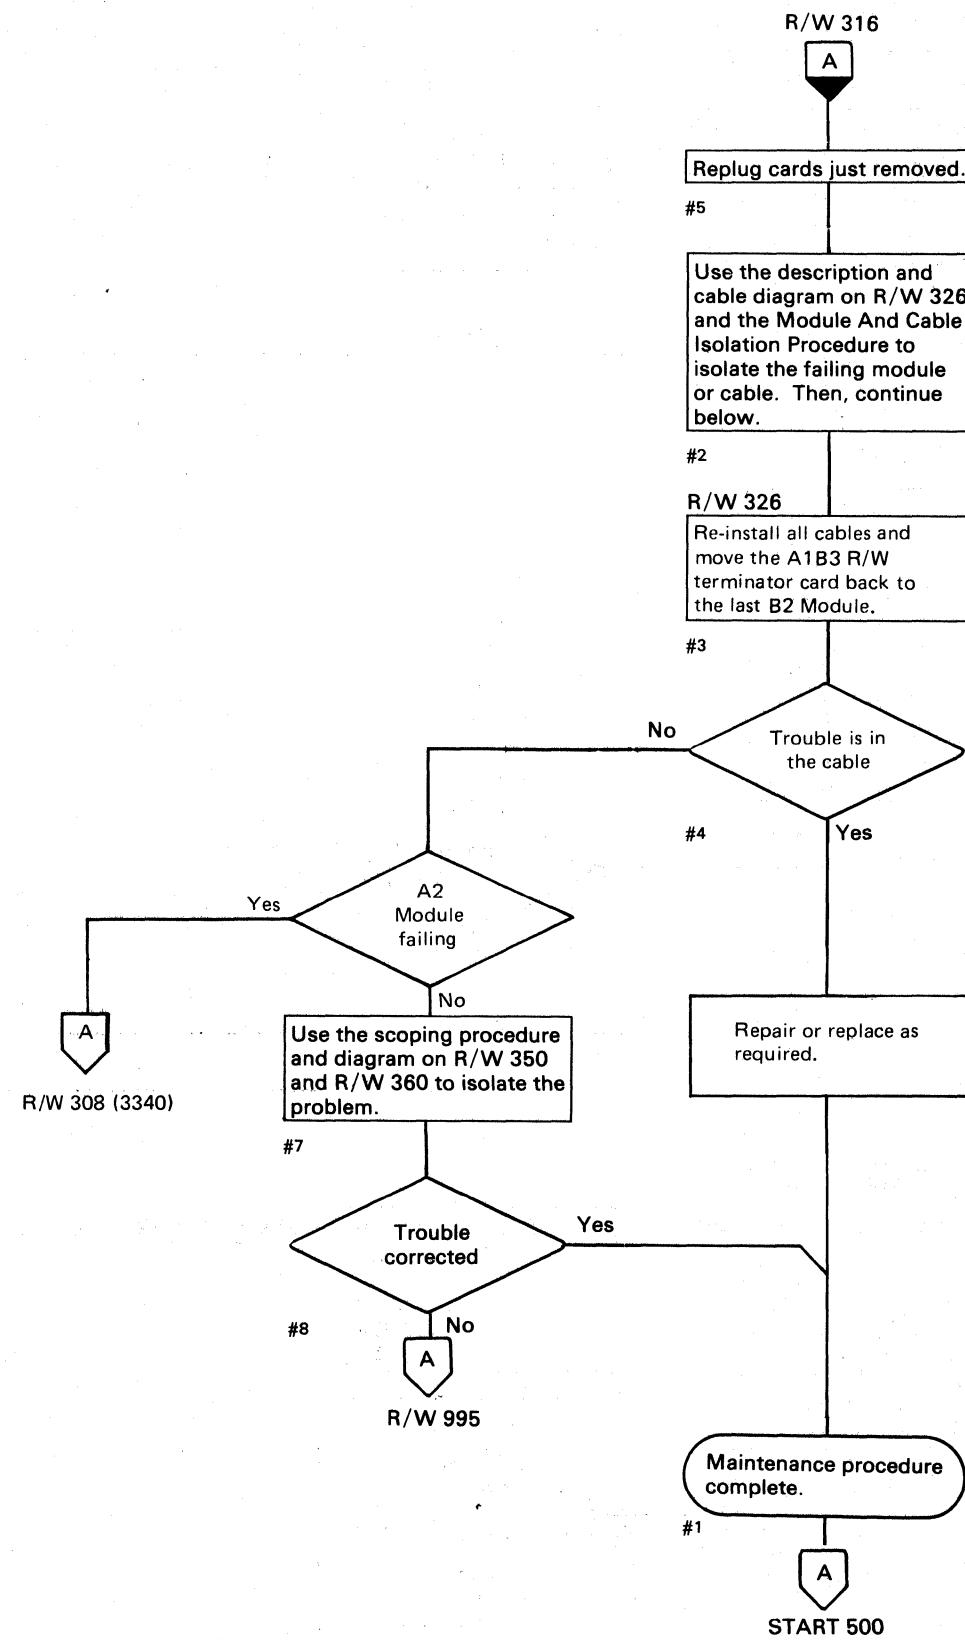 R/W 316
A
Replug cards just removed.
#5
Use the description and
cable diagram on R/W 326
and the Module And Cable
Isolation Procedure to
isolate the failing module
or cable. Then, continue
below.
#2
R/W 326
Re-install all cables and
move the A1B3 R/W
terminator card back to
the last B2 Module.
#3
Trouble is in
the cable
No
#4
Yes
A2
Module
failing
Yes
No
A
R/W 308 (3340)
Use the scoping procedure
and diagram on R/W 350
and R/W 360 to isolate the
problem.
#7
Repair or replace as
required.
Trouble
corrected
Yes
#8
No
A
R/W 995
Maintenance procedure
complete.
#1
A
START 500